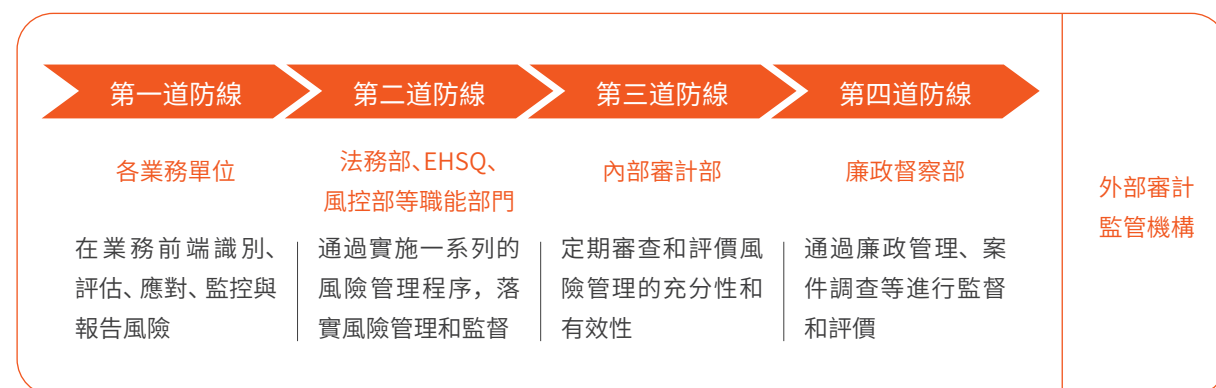 第一道防線
第二道防線
第三道防線
第四道防線
各業務單位
法務部、EHSQ、
風控部等職能部門
內部審計部
廉政督察部
在業務前端識別、
評估、應對、監控與
報告風險
通過實施一系列的
風險管理程序，落
實風險管理和監督
定期審查和評價風
險管理的充分性和
有效性
通過廉政管理、案
件調查等進行監督
和評價
外部審計
監管機構